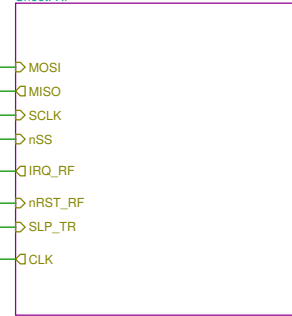 MOSI
MISO
SCLK
nSS
IRQ_RF
nRST_RF
SLP_TR
CLK